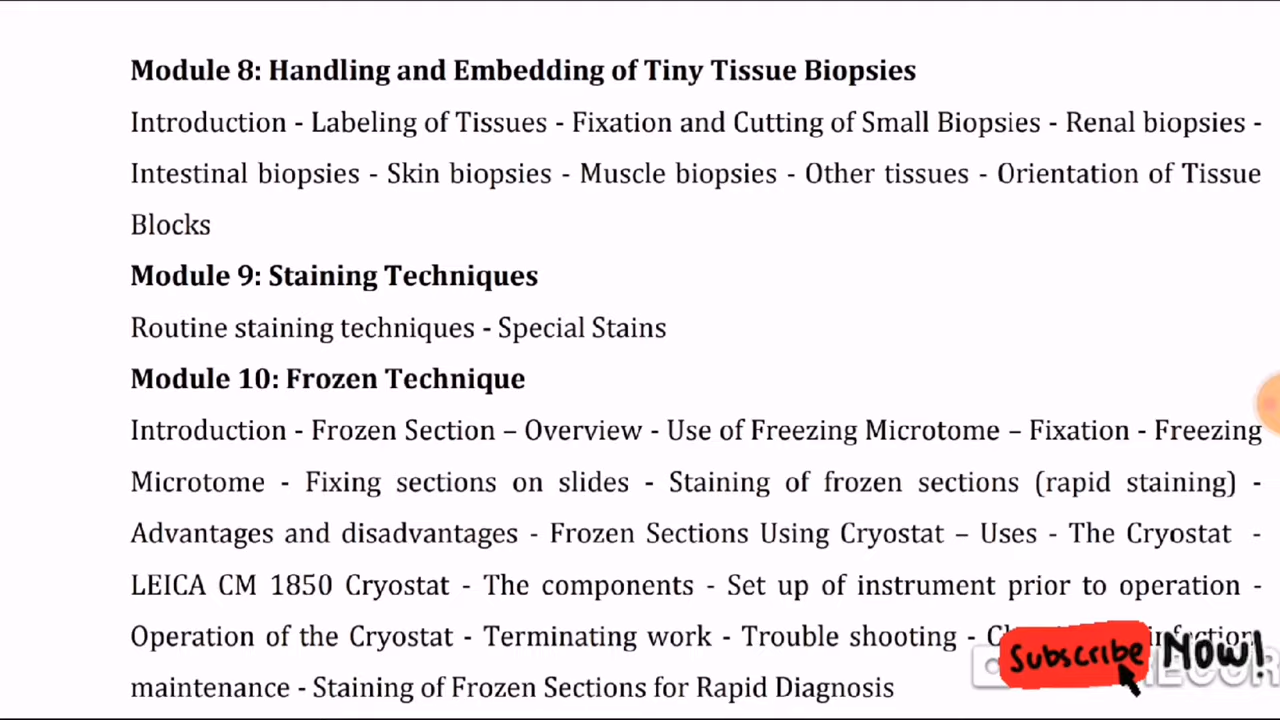 Module 8: Handling and Embedding of Tiny Tissue Biopsies
Introduction - Labeling of Tissues - Fixation and Cutting of Small Biopsies - Renal biopsies -
Intestinal biopsies - Skin biopsies - Muscle biopsies - Other tissues - Orientation of Tissue
Blocks
Module 9: Staining Techniques
Routine staining techniques - Special Stains
Module 10: Frozen Technique
Introduction - Frozen Section – Overview - Use of Freezing Microtome – Fixation - Freezing
Microtome - Fixing sections on slides - Staining of frozen sections (rapid staining) -
Advantages and disadvantages - Frozen Sections Using Cryostat – Uses - The Cryostat -
LEICA CM 1850 Cryostat - The components - Set up of instrument prior to operation -
Operation of the Cryostat - Terminating work - Trouble shooting -
Subscribe Now!
maintenance - Staining of Frozen Sections for Rapid Diagnosis